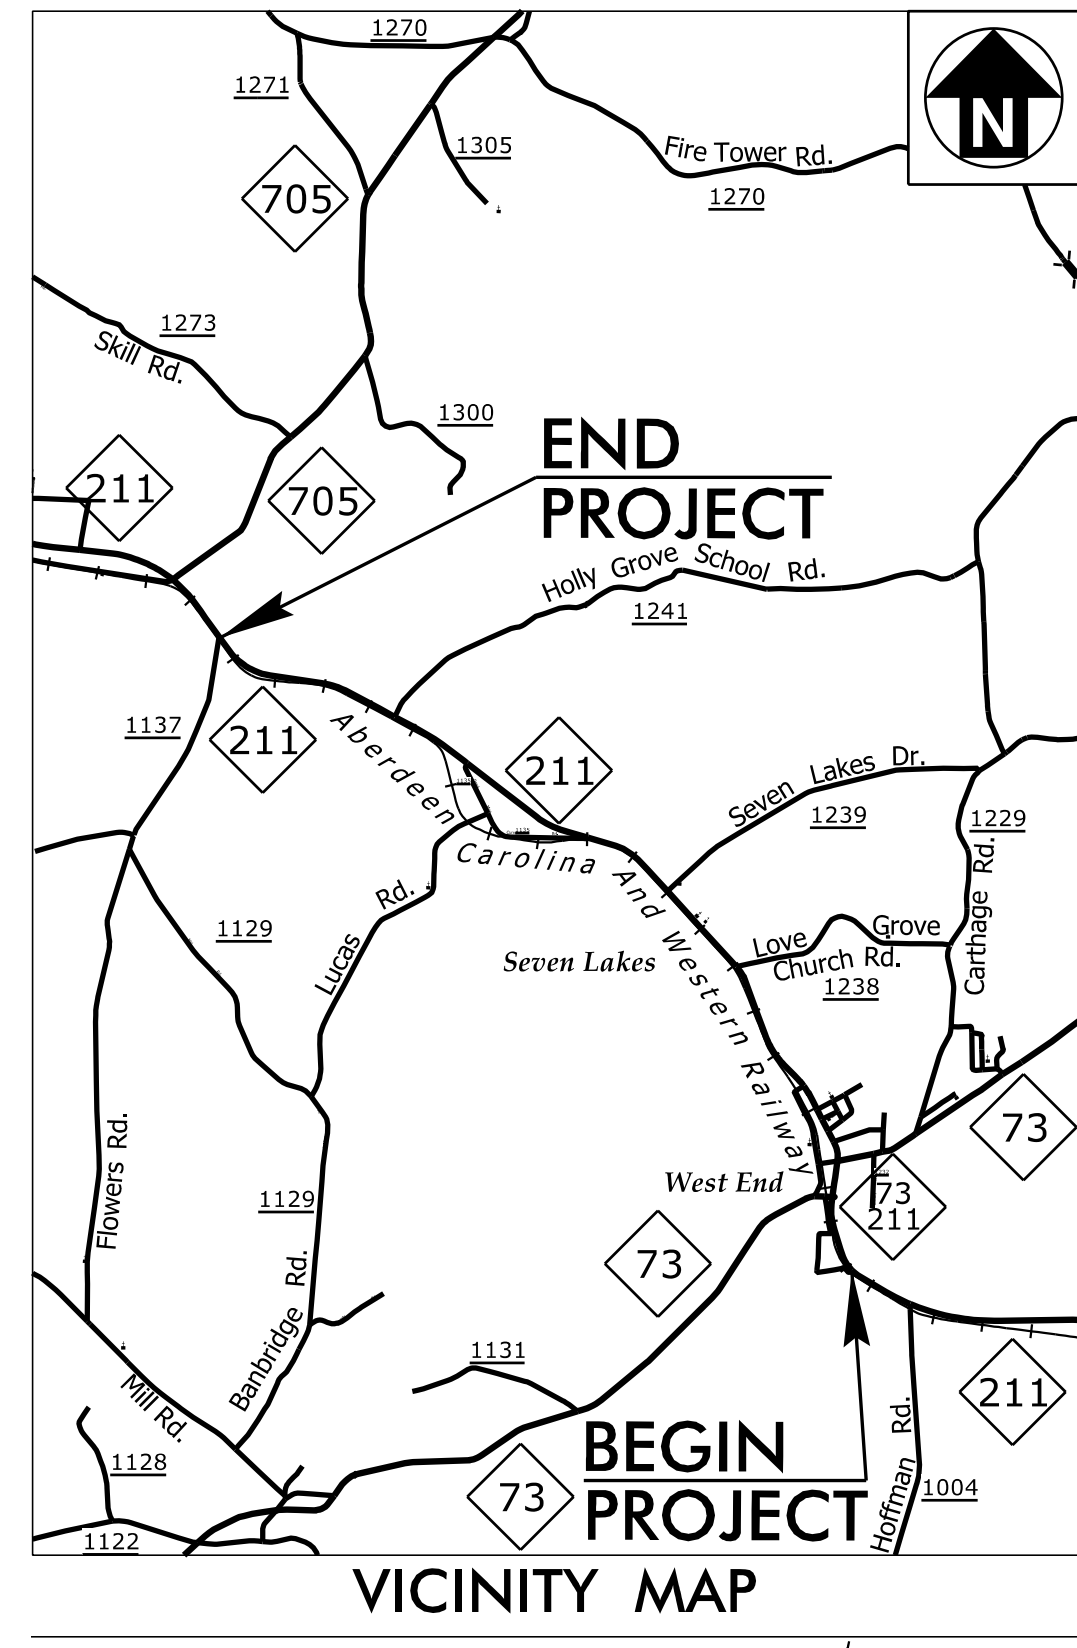 1270
N
1271
1305
Fire Tower Rd.
1270
705
1273
Skill Rd.
1300
END
PROJECT
211
705
Holly Grove School Rd.
1241
1137
211
Aberdeen
Carolina
And Western Railway
211
1135
1135
Seven Lakes Dr.
1239
1229
Carthage Rd.
1129
Lucas Rd.
Seven Lakes
Love Grove
Church Rd.
1238
73
Flowers Rd.
1129
West End
73
211
73
Banbridge Rd.
1131
Mill Rd.
211
BEGIN
PROJECT
1128
73
Hoffman Rd.
1004
1122
VICINITY MAP